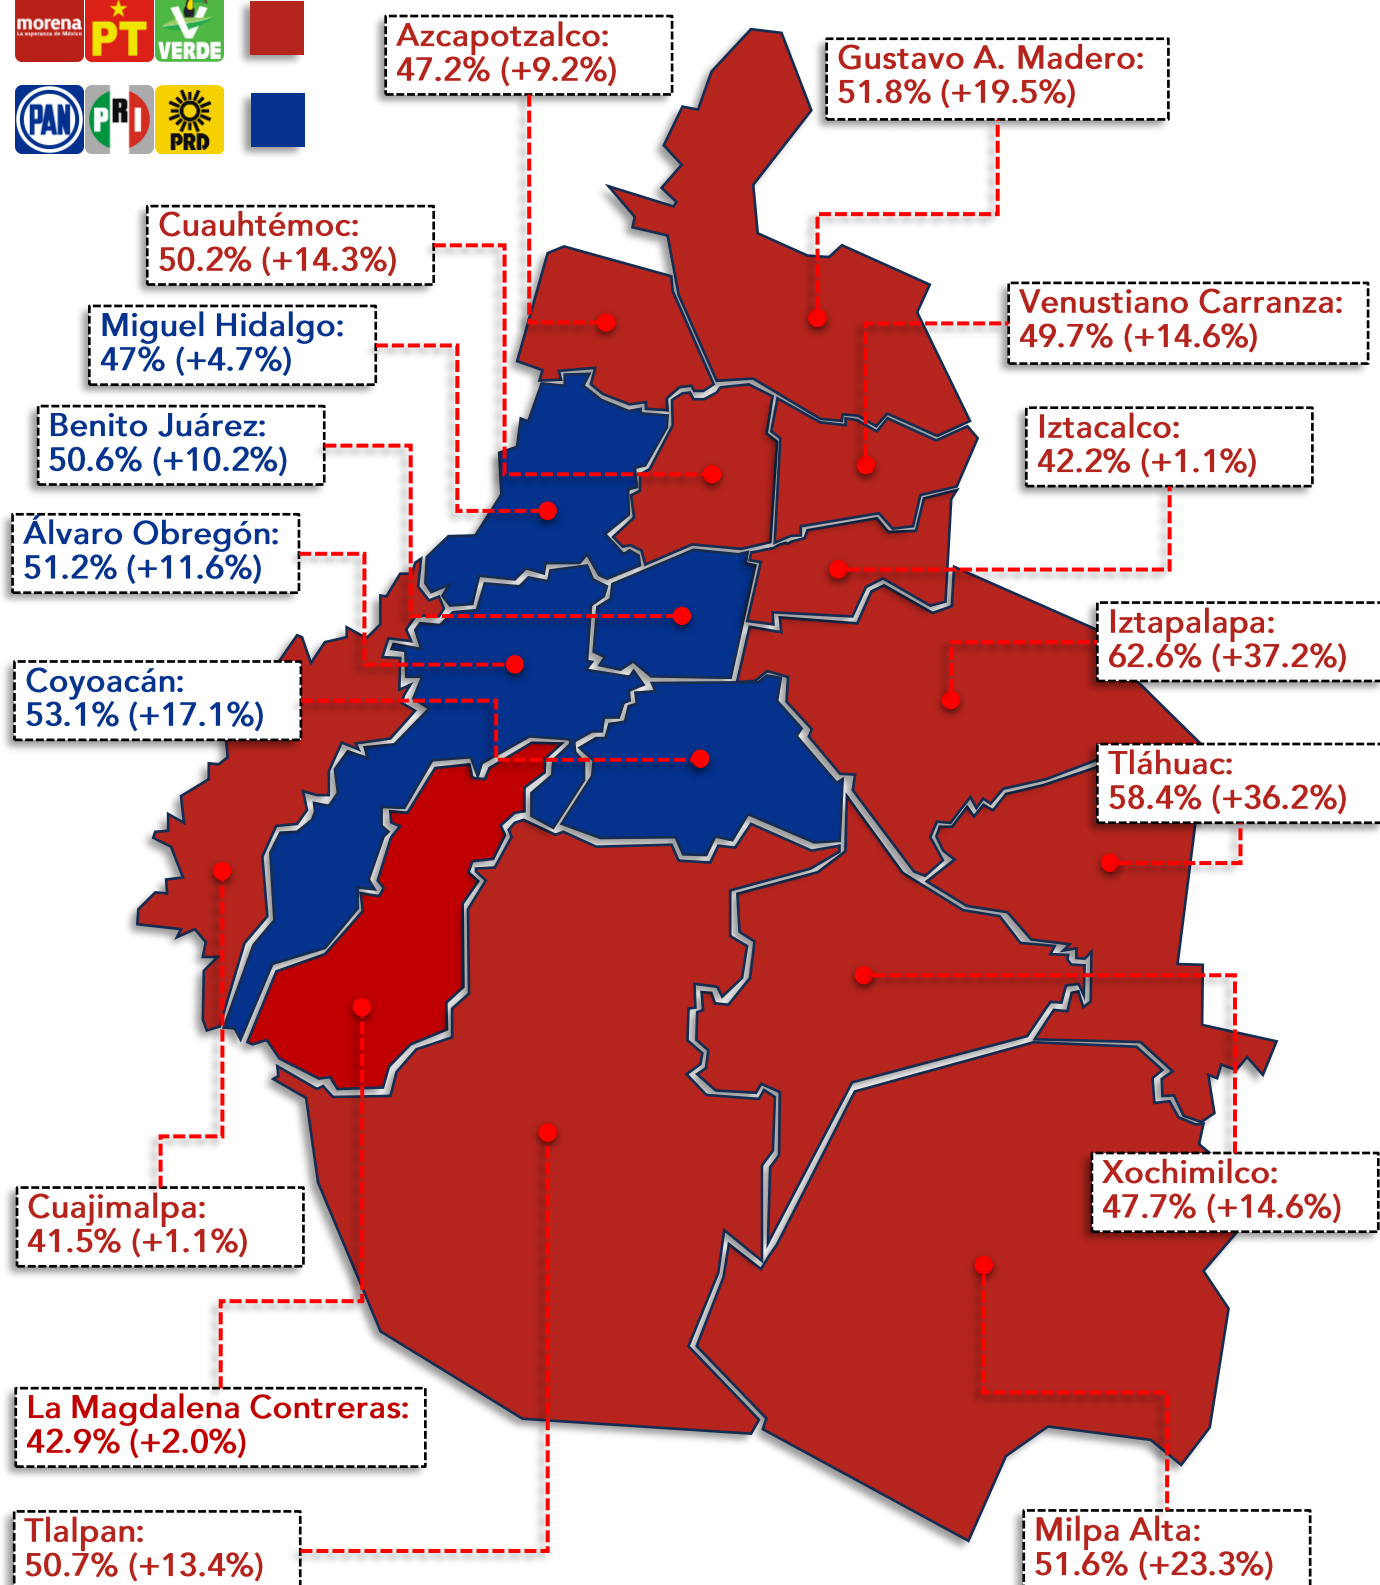 morena
La esperanza de México
PT
VERDE
PAN
PRI
PRD
Azcapotzalco:
47.2% (+9.2%)
Gustavo A. Madero:
51.8% (+19.5%)
Cuauhtémoc:
50.2% (+14.3%)
Venustiano Carranza:
49.7% (+14.6%)
Miguel Hidalgo:
47% (+4.7%)
Benito Juárez:
50.6% (+10.2%)
Iztacalco:
42.2% (+1.1%)
Álvaro Obregón:
51.2% (+11.6%)
Iztapalapa:
62.6% (+37.2%)
Coyoacán:
53.1% (+17.1%)
Tláhuac:
58.4% (+36.2%)
Xochimilco:
47.7% (+14.6%)
Cuajimalpa:
41.5% (+1.1%)
La Magdalena Contreras:
42.9% (+2.0%)
Tlalpan:
50.7% (+13.4%)
Milpa Alta:
51.6% (+23.3%)